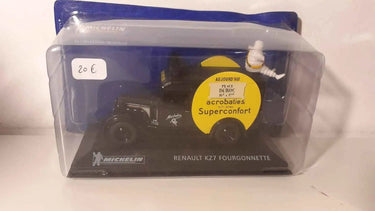 MICHELIN
20 €
AUJOURD'HUI
acrobaties
Superconfort
MICHELIN
RENAULT KZ7 FOURGONNETTE